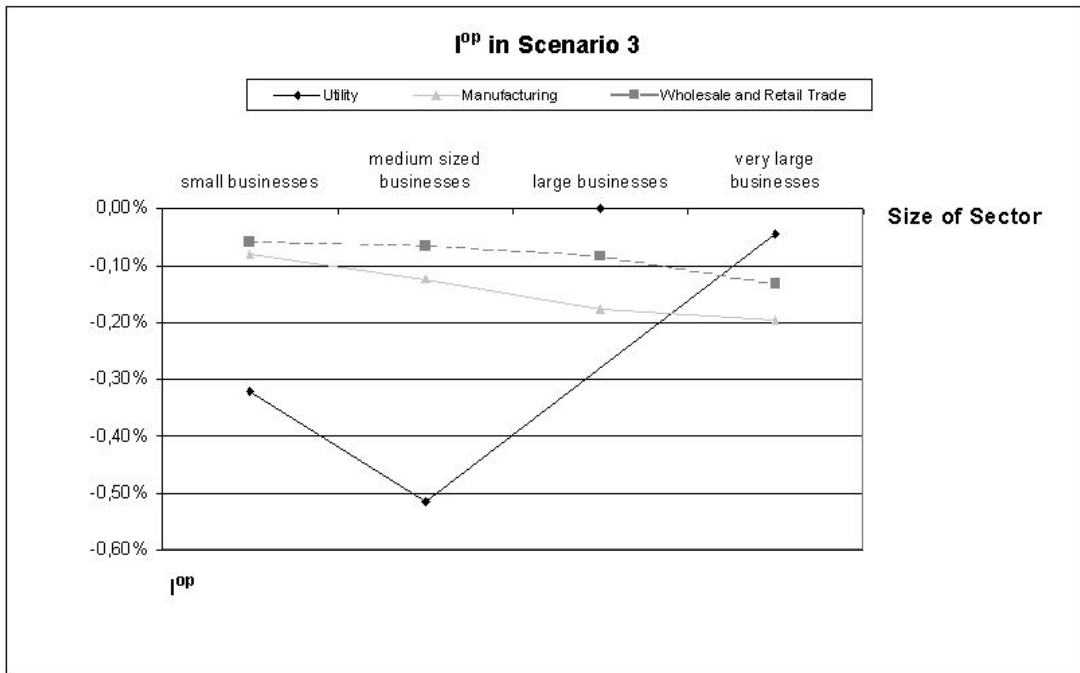 I^op in Scenario 3
Utility Manufacturing Wholesale and Retail Trade
small businesses
medium sized
businesses
large businesses
very large
businesses
0,00%
-0,10%
-0,20%
-0,30%
-0,40%
-0,50%
-0,60%
Size of Sector
I^op